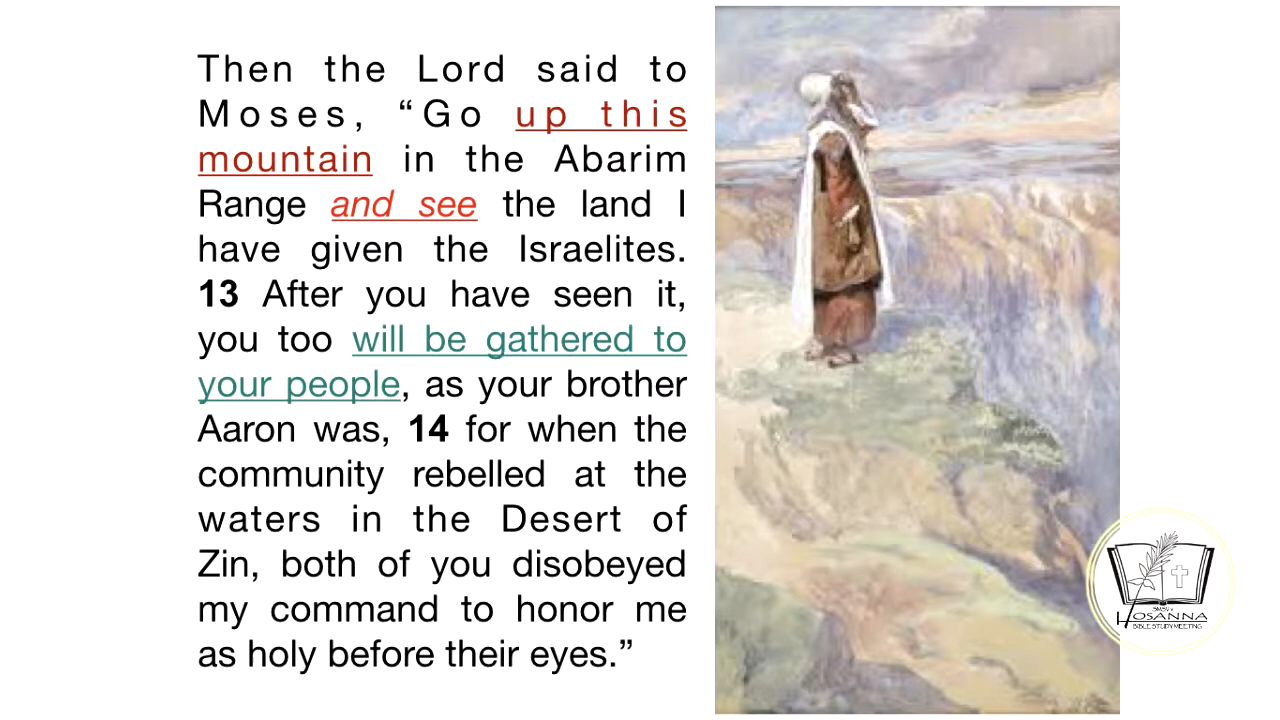 Then the Lord said to
Moses, “Go up this
mountain in the Abarim
Range and see the land I
have given the Israelites.
13 After you have seen it,
you too will be gathered to
your people, as your brother
Aaron was, 14 for when the
community rebelled at the
waters in the Desert of
Zin, both of you disobeyed
my command to honor me
as holy before their eyes.”
HOSANNA
BIBLE STUDY MEETING